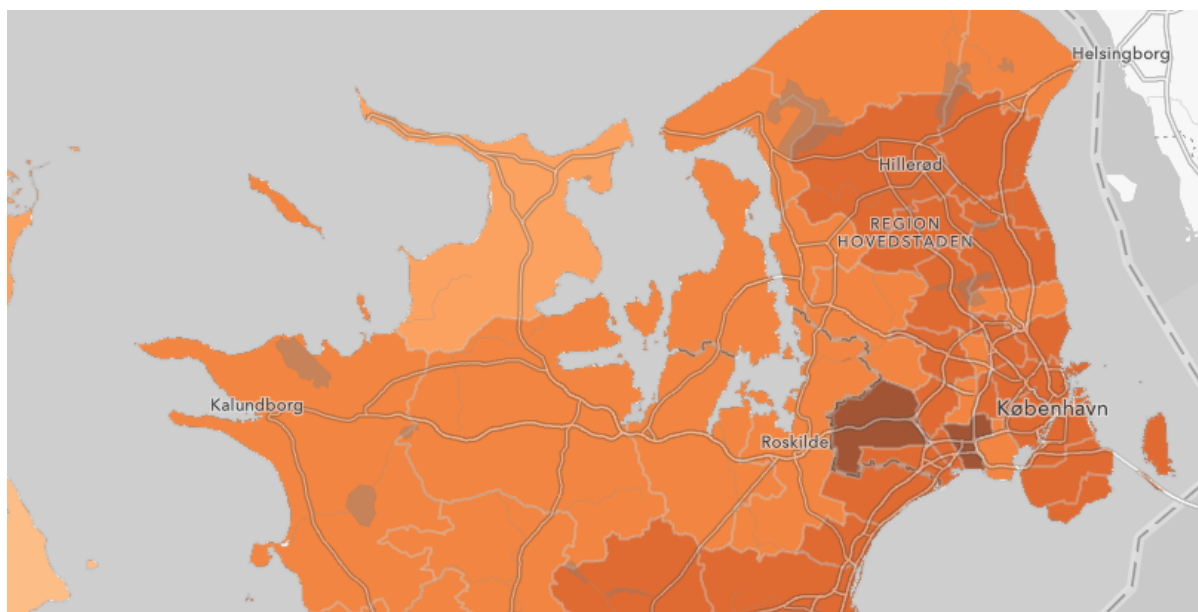 Helsingborg
Hillerød
REGION
HOVEDSTADEN
Kalundborg
København
Roskilde